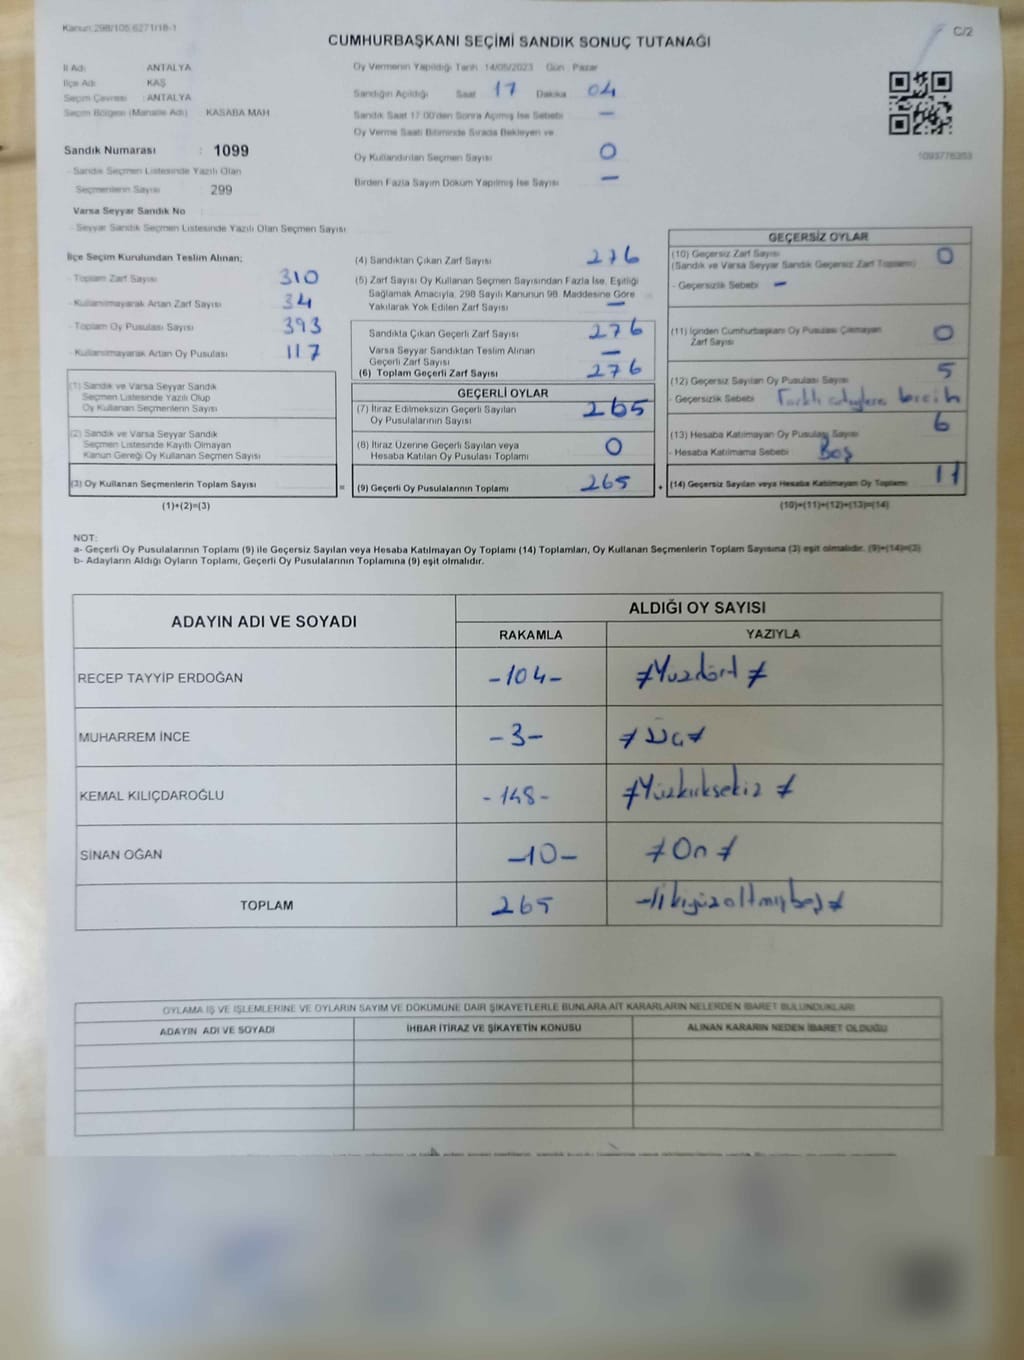 Kanun:298/105,6271/18-1
C/2
CUMHURBAŞKANI SEÇİMİ SANDIK SONUÇ TUTANAĞI
İl Adı : ANTALYA
İlçe Adı : KAŞ
Seçim Çevresi : ANTALYA
Seçim Bölgesi (Mahalle Adı) : KASABA MAH
Sandık Numarası : 1099
- Sandık Seçmen Listesinde Yazılı Olan
Seçmenlerin Sayısı : 299
Varsa Seyyar Sandık No
- Seyyar Sandık Seçmen Listesinde Yazılı Olan Seçmen Sayısı
Oy Vermenin Yapıldığı Tarih : 14/05/2023 Gün : Pazar
Sandığın Açıldığı Saat 17 Dakika 04
Sandık Saat 17:00'den Sonra Açılmış İse Sebebi —
Oy Verme Saati Bitiminde Sırada Bekleyen ve
Oy Kullandırılan Seçmen Sayısı 0
Birden Fazla Sayım Döküm Yapılmış İse Sayısı —
1093776353
İlçe Seçim Kurulundan Teslim Alınan;
- Toplam Zarf Sayısı 310
- Kullanılmayarak Artan Zarf Sayısı 34
- Toplam Oy Pusulası Sayısı 393
- Kullanılmayarak Artan Oy Pusulası 117
(1) Sandık ve Varsa Seyyar Sandık
Seçmen Listesinde Yazılı Olup
Oy Kullanan Seçmenlerin Sayısı
(2) Sandık ve Varsa Seyyar Sandık
Seçmen Listesinde Kayıtlı Olmayan
Kanun Gereği Oy Kullanan Seçmen Sayısı
(3) Oy Kullanan Seçmenlerin Toplam Sayısı =
(1)+(2)=(3)
(4) Sandıktan Çıkan Zarf Sayısı 276
(5) Zarf Sayısı Oy Kullanan Seçmen Sayısından Fazla İse, Eşitliği
Sağlamak Amacıyla, 298 Sayılı Kanunun 98. Maddesine Göre
Yakılarak Yok Edilen Zarf Sayısı —
Sandıkta Çıkan Geçerli Zarf Sayısı 276
Varsa Seyyar Sandıktan Teslim Alınan
Geçerli Zarf Sayısı —
(6) Toplam Geçerli Zarf Sayısı 276
GEÇERLİ OYLAR
(7) İtiraz Edilmeksizin Geçerli Sayılan
Oy Pusulalarının Sayısı 265
(8) İtiraz Üzerine Geçerli Sayılan veya
Hesaba Katılan Oy Pusulası Toplamı 0
(9) Geçerli Oy Pusulalarının Toplamı 265 +
GEÇERSİZ OYLAR
(10) Geçersiz Zarf Sayısı
(Sandık ve Varsa Seyyar Sandık Geçersiz Zarf Toplamı) 0
- Geçersizlik Sebebi —
(11) İçinden Cumhurbaşkanı Oy Pusulası Çıkmayan
Zarf Sayısı 0
(12) Geçersiz Sayılan Oy Pusulası Sayısı 5
- Geçersizlik Sebebi Farklı adaylara tercih
(13) Hesaba Katılmayan Oy Pusulası Sayısı 6
- Hesaba Katılmama Sebebi Boş
(14) Geçersiz Sayılan veya Hesaba Katılmayan Oy Toplamı 11
(10)+(11)+(12)+(13)=(14)
NOT:
a- Geçerli Oy Pusulalarının Toplamı (9) ile Geçersiz Sayılan veya Hesaba Katılmayan Oy Toplamı (14) Toplamları, Oy Kullanan Seçmenlerin Toplam Sayısına (3) eşit olmalıdır. (9)+(14)=(3)
b- Adayların Aldığı Oyların Toplamı, Geçerli Oy Pusulalarının Toplamına (9) eşit olmalıdır.
ADAYIN ADI VE SOYADI
ALDIĞI OY SAYISI
RAKAMLA YAZIYLA
RECEP TAYYİP ERDOĞAN -104- ≠Yüzdört≠
MUHARREM İNCE -3- ≠Üç≠
KEMAL KILIÇDAROĞLU -148- ≠Yüzkırksekiz≠
SİNAN OĞAN -10- ≠On≠
TOPLAM 265 ≠ikiyüzaltmışbeş≠
OYLAMA İŞ VE İŞLEMLERİNE VE OYLARIN SAYIM VE DÖKÜMÜNE DAİR ŞİKAYETLERLE BUNLARA AİT KARARLARIN NELERDEN İBARET BULUNDUKLARI
ADAYIN ADI VE SOYADI İHBAR İTİRAZ VE ŞİKAYETİN KONUSU ALINAN KARARIN NEDEN İBARET OLDUĞU